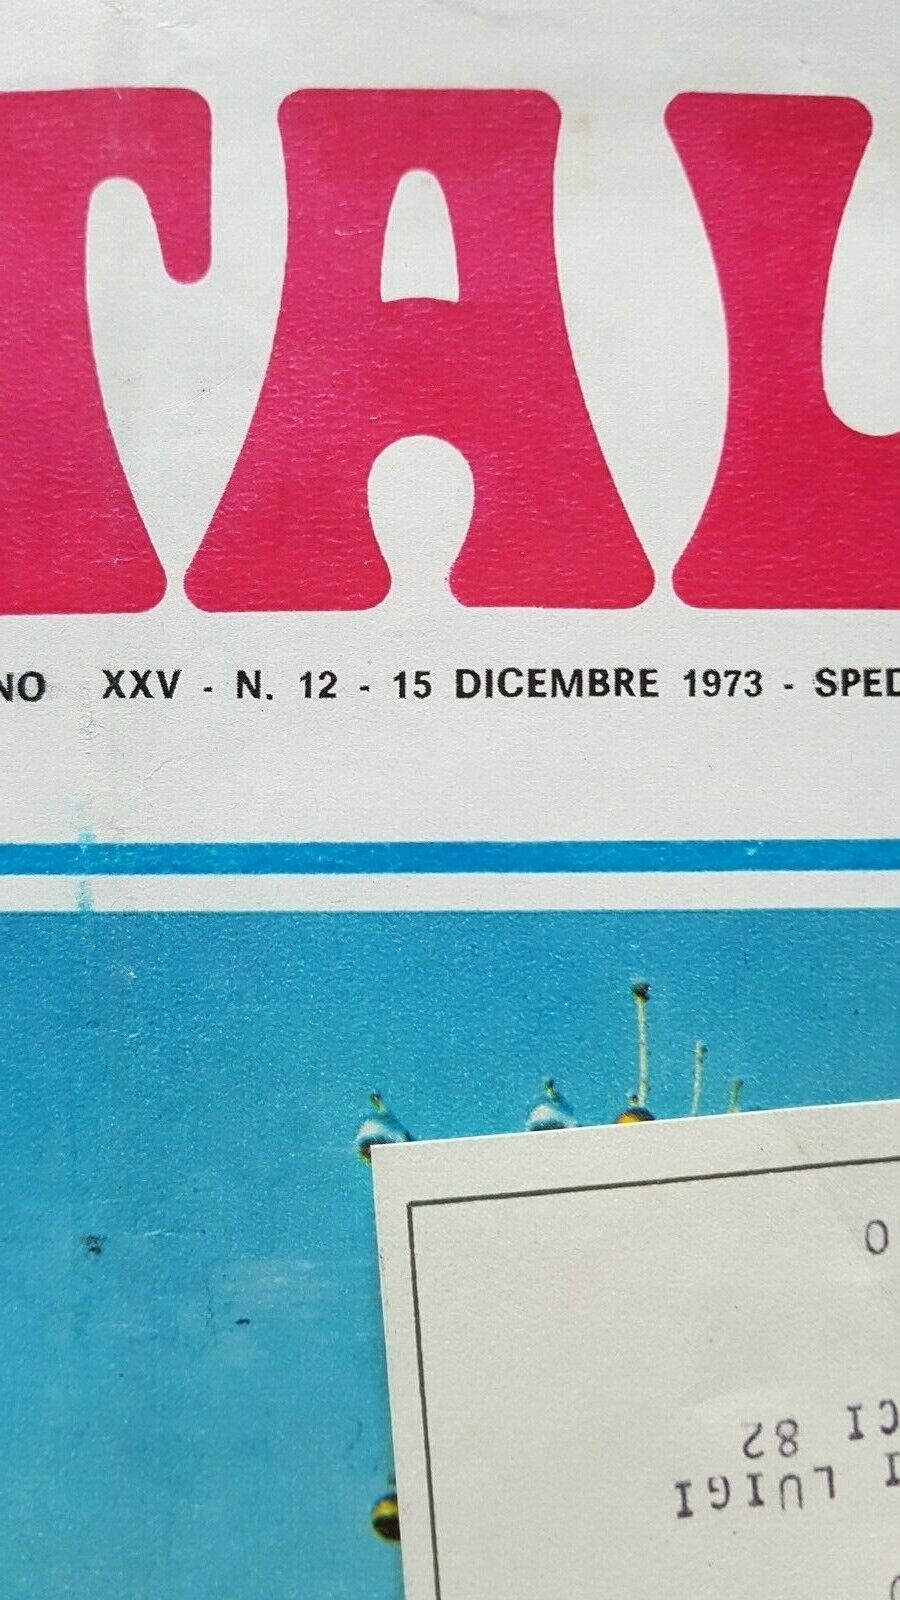 TAL
NO XXV - N. 12 - 15 DICEMBRE 1973 - SPED
I LUIGI
CI 82
O